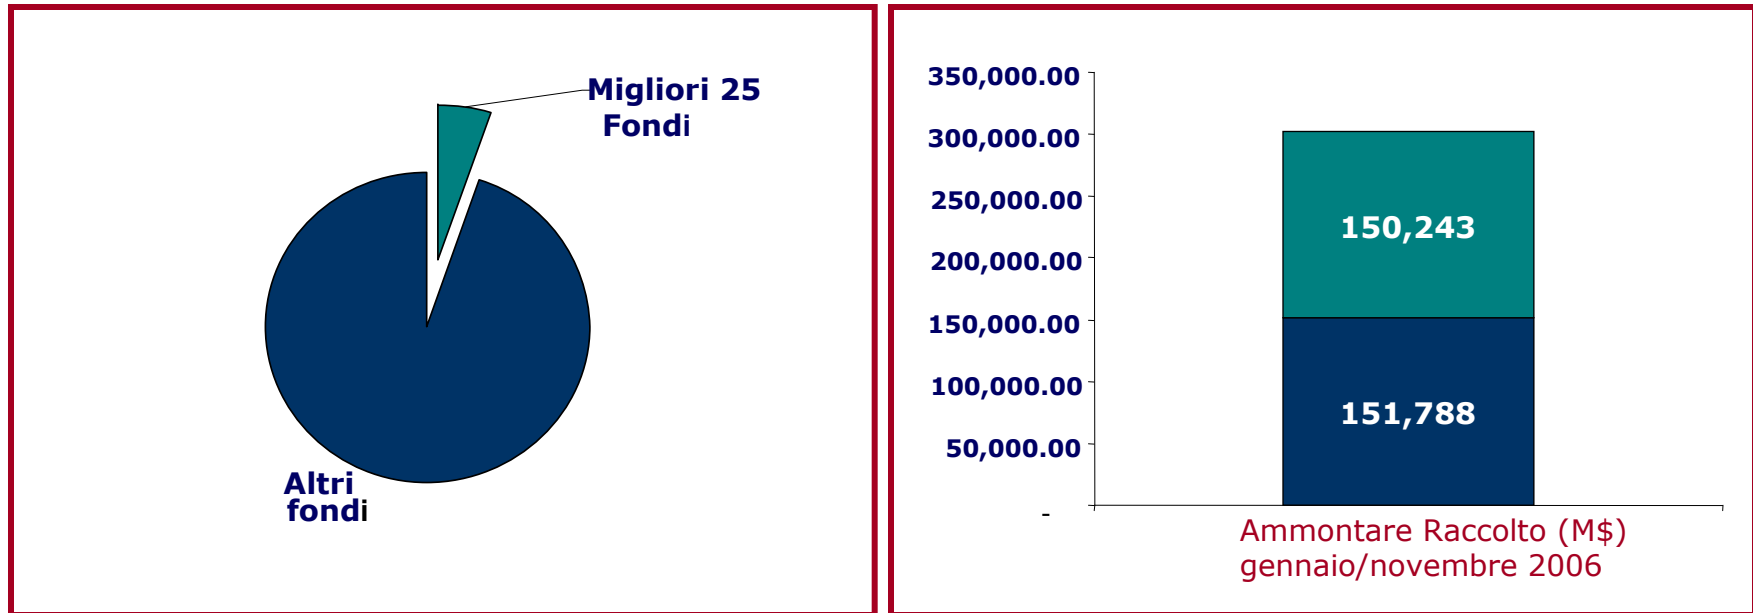 Migliori 25
Fondi
Altri
fondi
350,000.00
300,000.00
250,000.00
200,000.00
150,000.00
100,000.00
50,000.00
-
150,243
151,788
Ammontare Raccolto (M$)
gennaio/novembre 2006